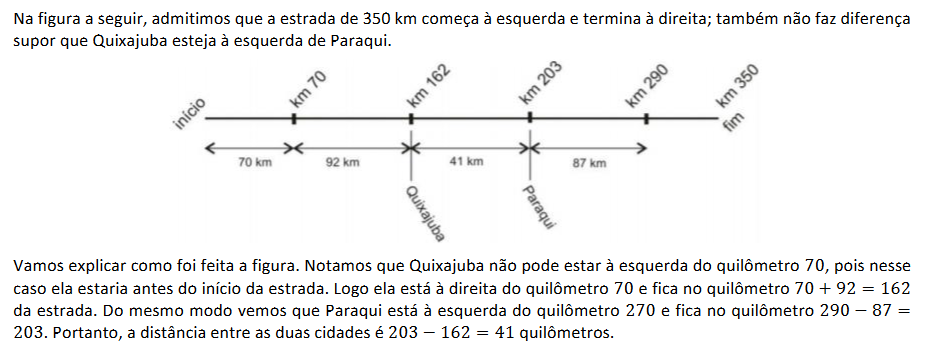 Na figura a seguir, admitimos que a estrada de 350 km começa à esquerda e termina à direita; também não faz diferença
supor que Quixajuba esteja à esquerda de Paraqui.
início
km 70
km 162
km 203
km 290
km 350
fim
70 km
92 km
41 km
87 km
Quixajuba
Paraqui
Vamos explicar como foi feita a figura. Notamos que Quixajuba não pode estar à esquerda do quilômetro 70, pois nesse
caso ela estaria antes do início da estrada. Logo ela está à direita do quilômetro 70 e fica no quilômetro 70 + 92 = 162
da estrada. Do mesmo modo vemos que Paraqui está à esquerda do quilômetro 270 e fica no quilômetro 290 − 87 =
203. Portanto, a distância entre as duas cidades é 203 − 162 = 41 quilômetros.